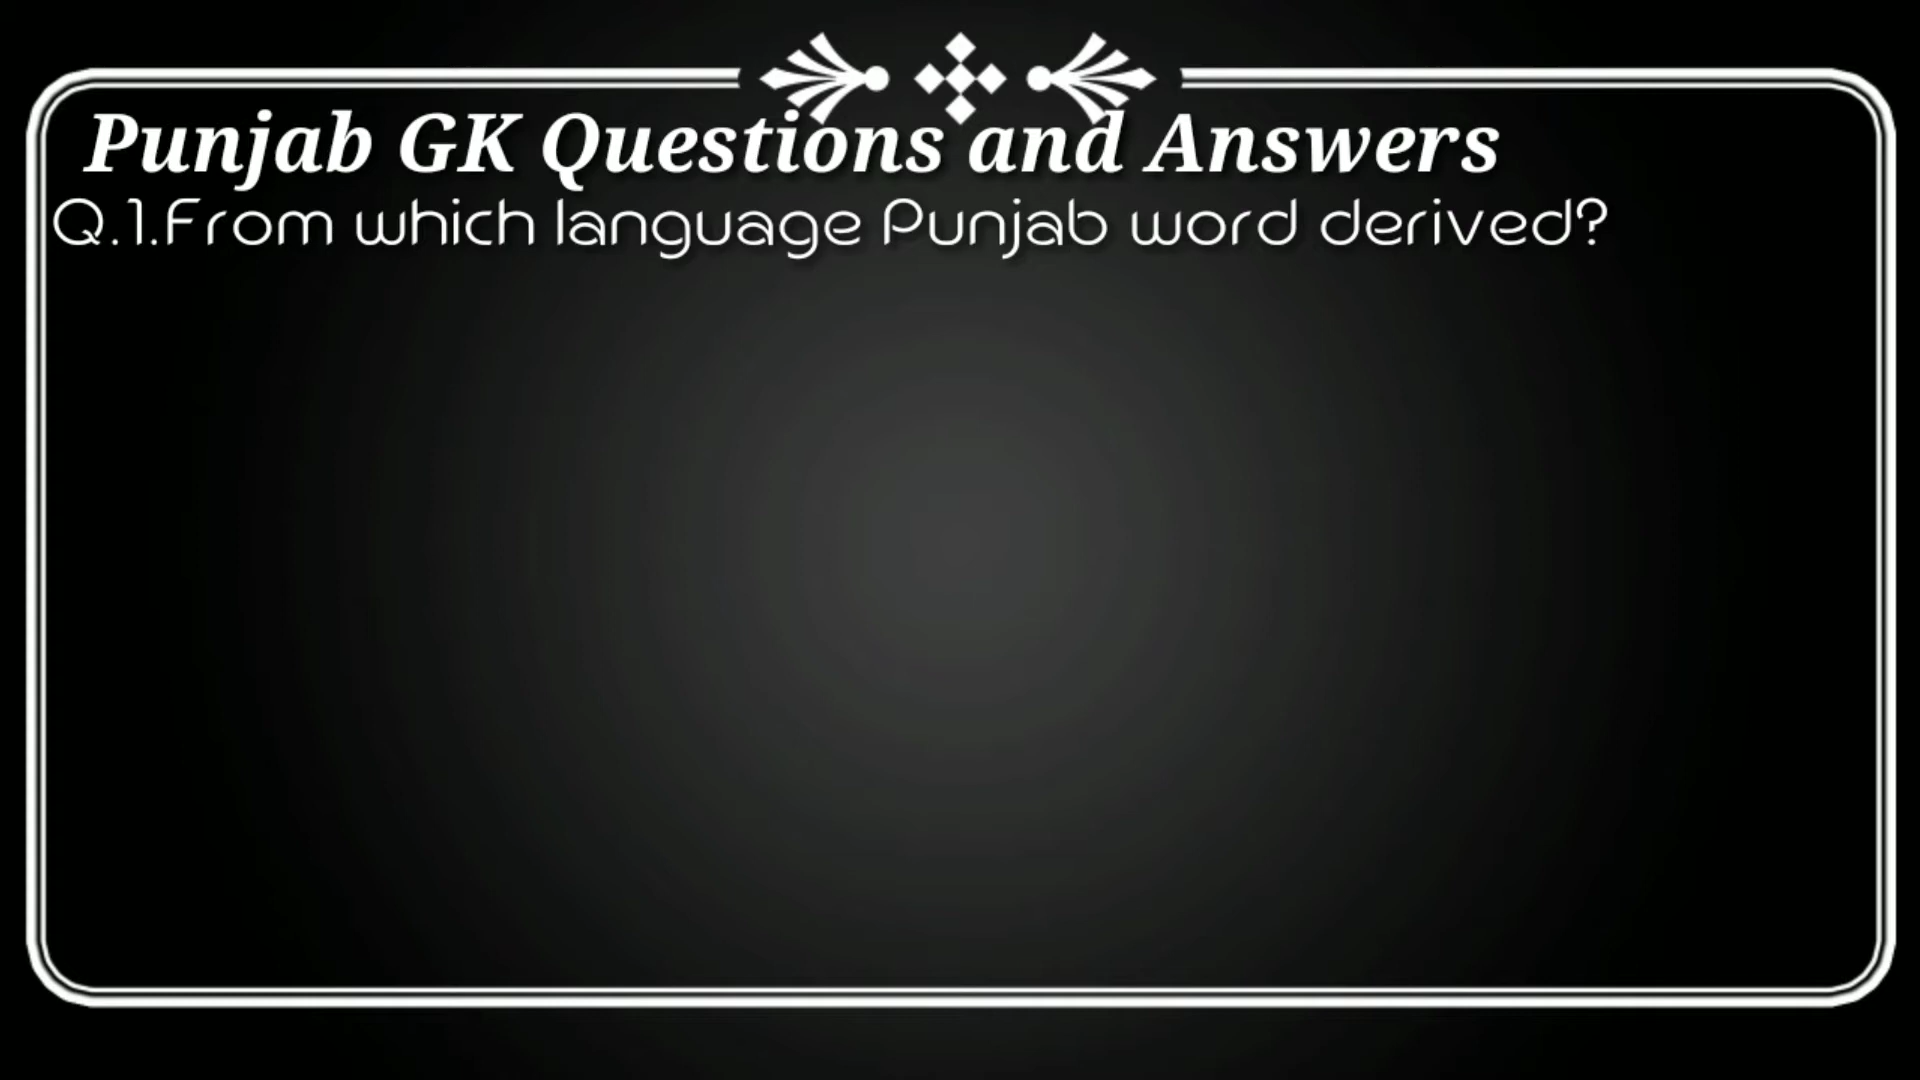 Punjab GK Questions and Answers
Q.1.From which language Punjab word derived?